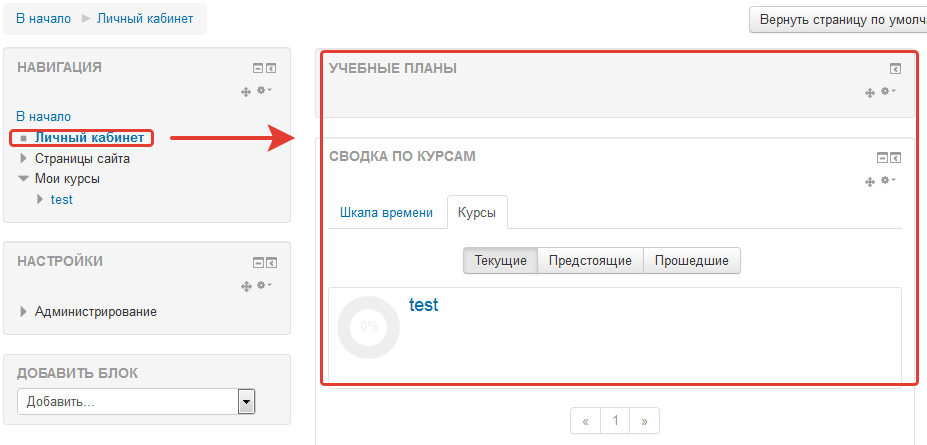 В начало Личный кабинет
Вернуть страницу по умолча
НАВИГАЦИЯ
В начало
Личный кабинет
Страницы сайта
Мои курсы
test
НАСТРОЙКИ
Администрирование
ДОБАВИТЬ БЛОК
Добавить...
УЧЕБНЫЕ ПЛАНЫ
СВОДКА ПО КУРСАМ
Шкала времени Курсы
Текущие Предстоящие Прошедшие
0% test
« 1 »